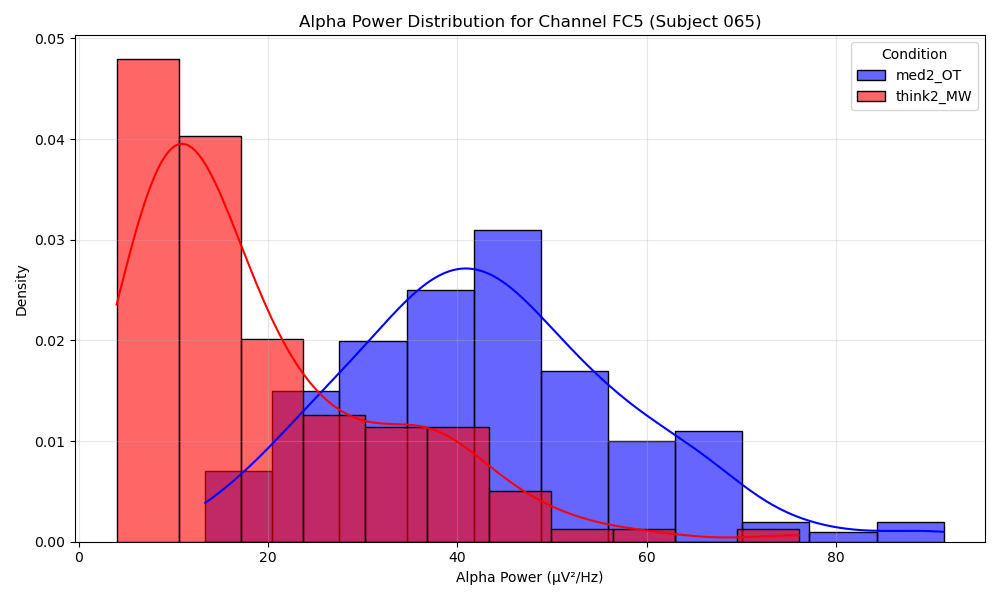 Alpha Power Distribution for Channel FC5 (Subject 065)
Condition
med2_OT
think2_MW
Density
0.05
0.04
0.03
0.02
0.01
0.00
0
20
40
60
80
Alpha Power (µV²/Hz)